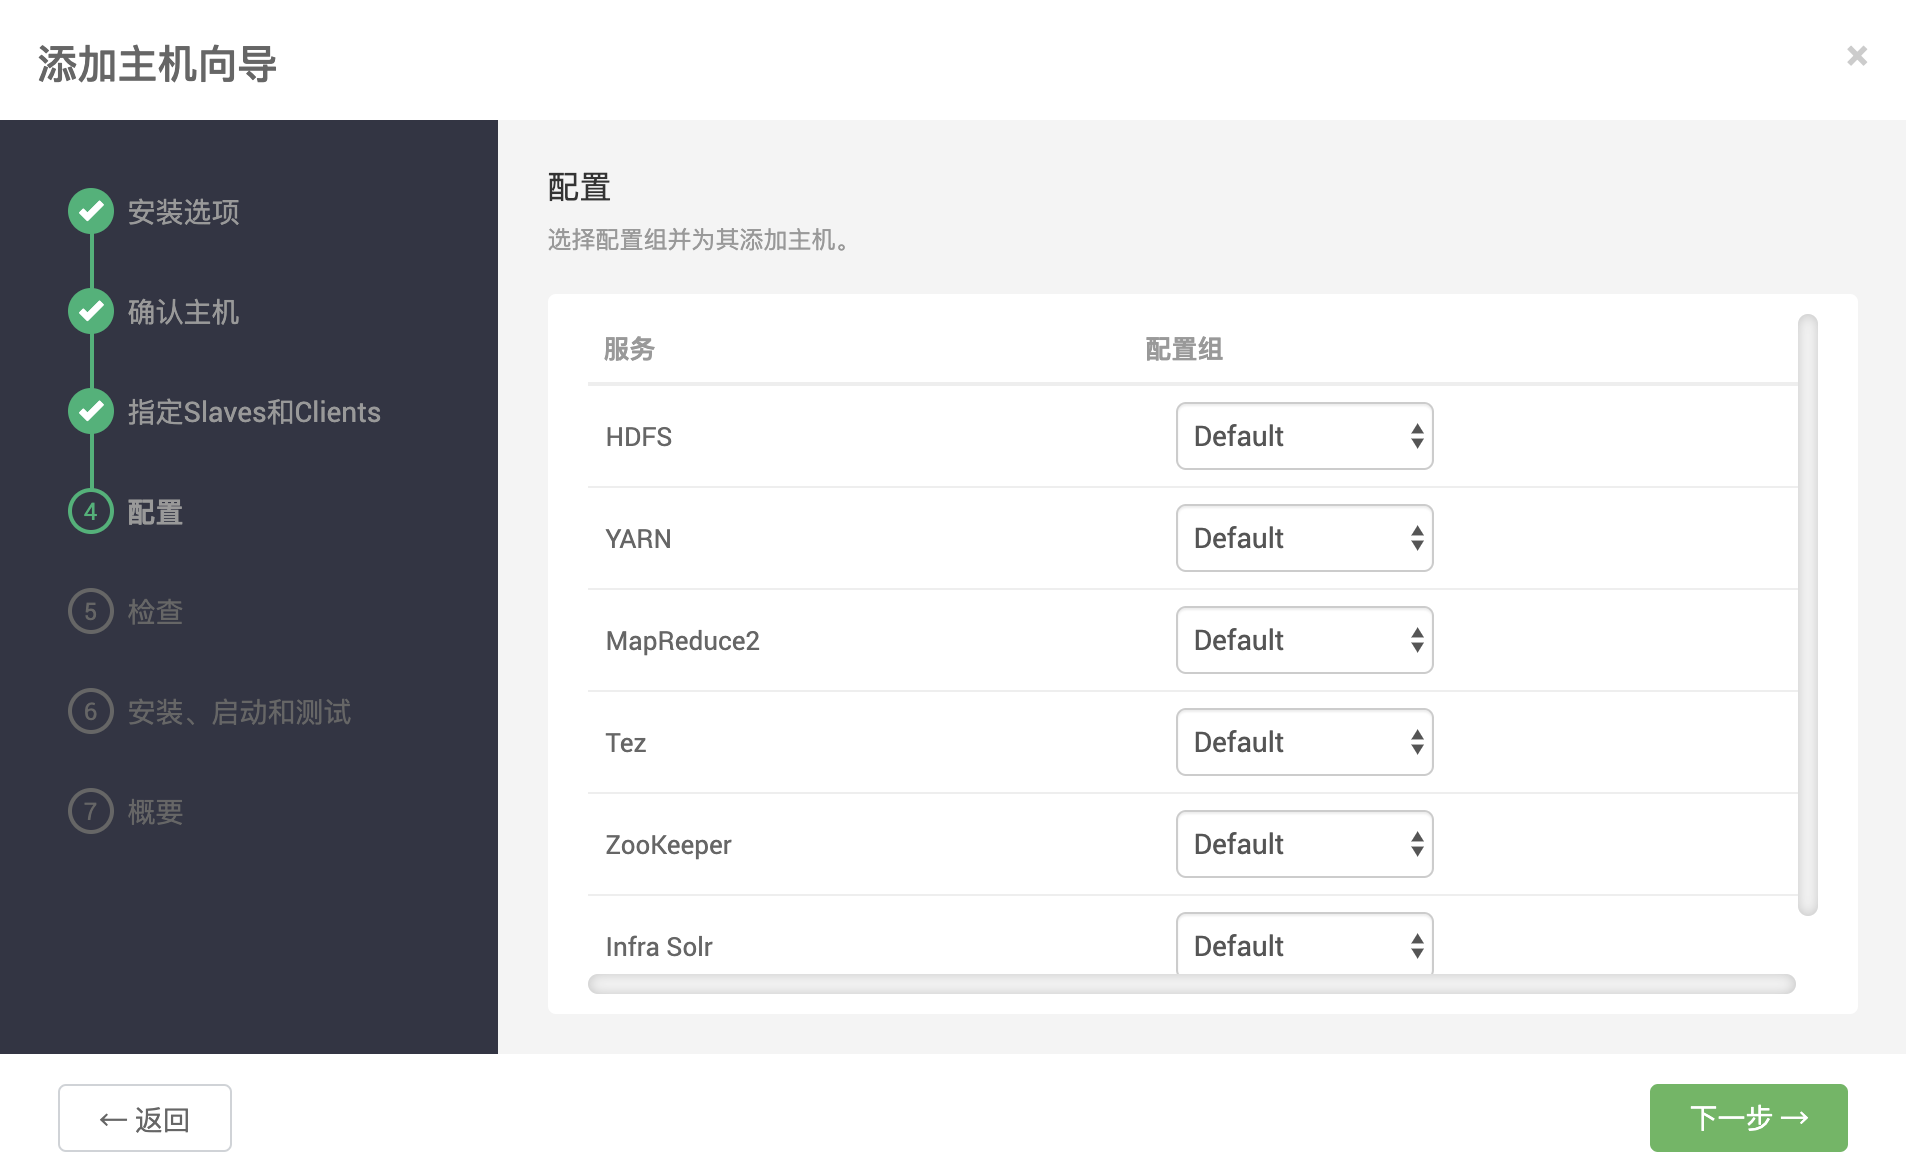 添加主机向导
×
安装选项
确认主机
指定Slaves和Clients
4 配置
5 检查
6 安装、启动和测试
7 概要
配置
选择配置组并为其添加主机。
服务 配置组
HDFS Default
YARN Default
MapReduce2 Default
Tez Default
ZooKeeper Default
Infra Solr Default
← 返回
下一步 →